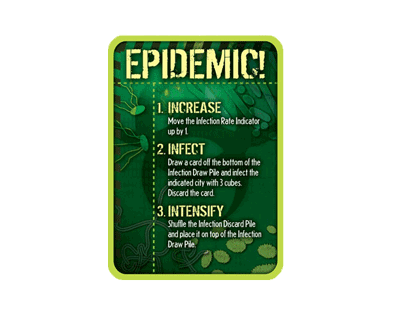 EPIDEMIC!
1. INCREASE
Move the Infection Rate Indicator
up by 1.
2. INFECT
Draw a card off the bottom of the
Infection Draw Pile and infect the
indicated city with 3 cubes.
Discard the card.
3. INTENSIFY
Shuffle the Infection Discard Pile
and place it on top of the Infection
Draw Pile.